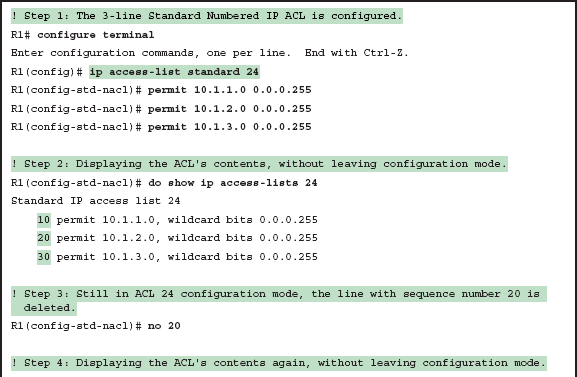 ! Step 1: The 3-line Standard Numbered IP ACL is configured.
R1# configure terminal
Enter configuration commands, one per line.  End with Ctrl-Z.
R1(config)# ip access-list standard 24
R1(config-std-nacl)# permit 10.1.1.0 0.0.0.255
R1(config-std-nacl)# permit 10.1.2.0 0.0.0.255
R1(config-std-nacl)# permit 10.1.3.0 0.0.0.255
! Step 2: Displaying the ACL's contents, without leaving configuration mode.
R1(config-std-nacl)# do show ip access-lists 24
Standard IP access list 24
10 permit 10.1.1.0, wildcard bits 0.0.0.255
20 permit 10.1.2.0, wildcard bits 0.0.0.255
30 permit 10.1.3.0, wildcard bits 0.0.0.255
! Step 3: Still in ACL 24 configuration mode, the line with sequence number 20 is
deleted.
R1(config-std-nacl)# no 20
! Step 4: Displaying the ACL's contents again, without leaving configuration mode.